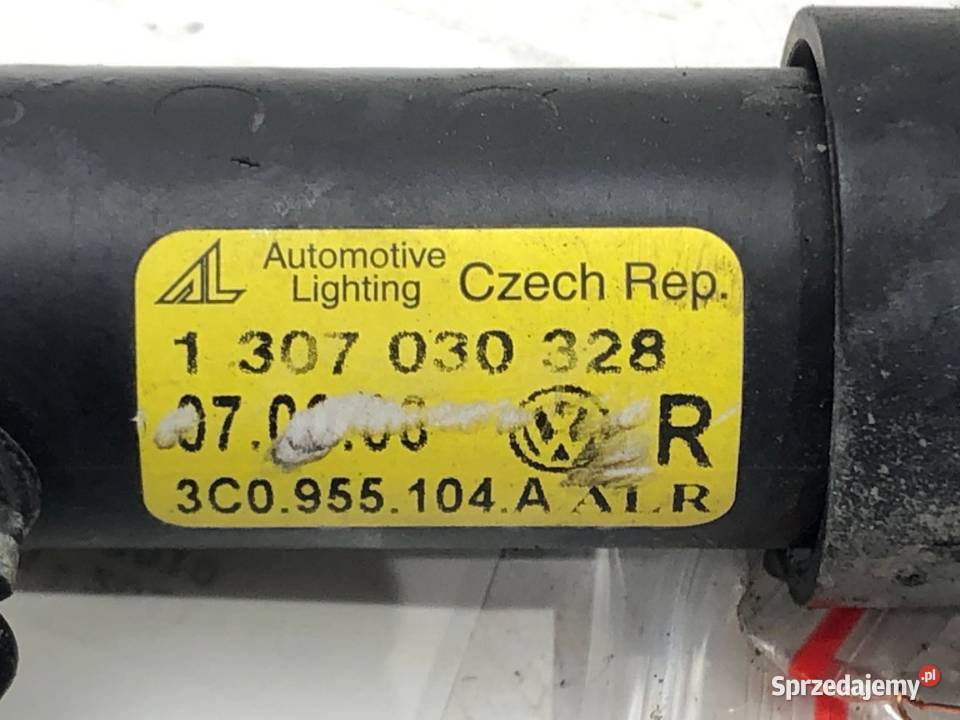 AL Automotive Lighting Czech Rep.
1 307 030 328
R
3C0.955.104.A ALR
Sprzedajemy.pl